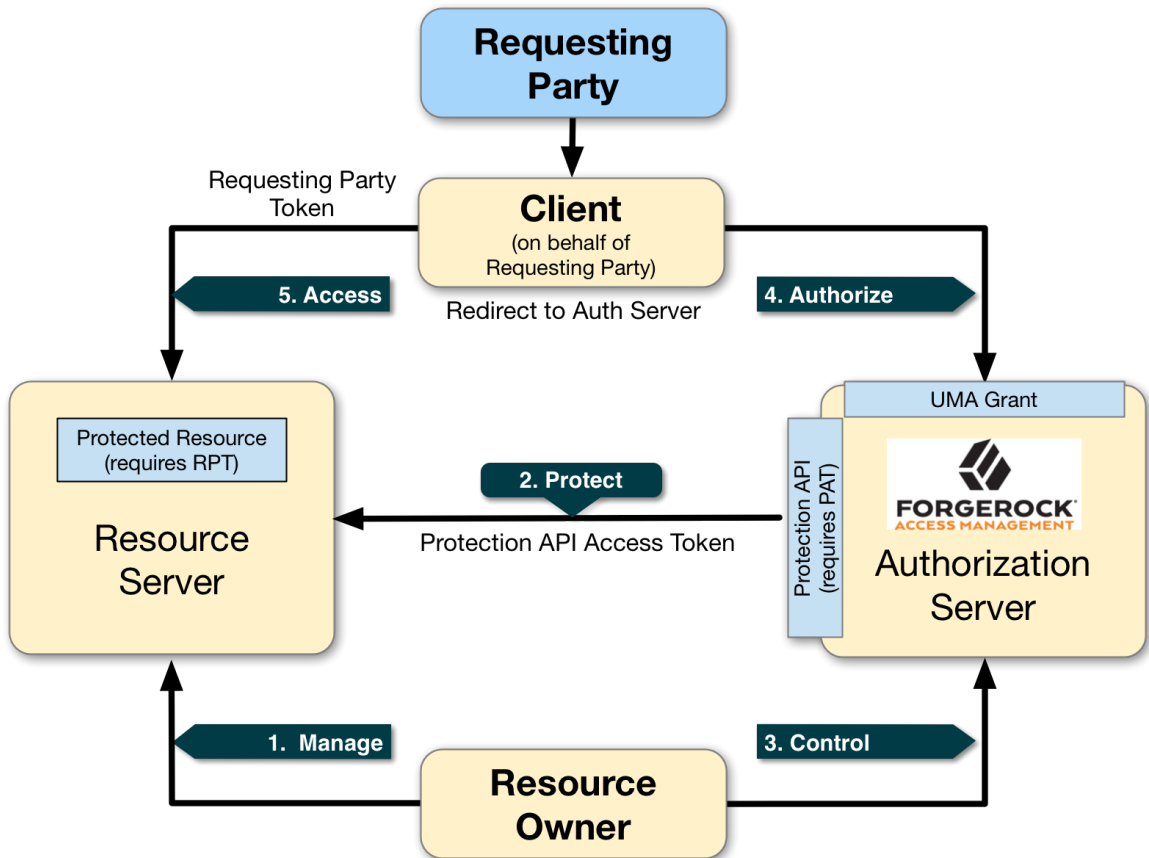 Requesting
Party
Requesting Party
Token
Client
(on behalf of
Requesting Party)
5. Access
4. Authorize
Redirect to Auth Server
UMA Grant
Protected Resource
(requires RPT)
2. Protect
Protection API
(requires PAT)
FORGEROCK
ACCESS MANAGEMENT
Resource
Server
Protection API Access Token
Authorization
Server
1. Manage
3. Control
Resource
Owner